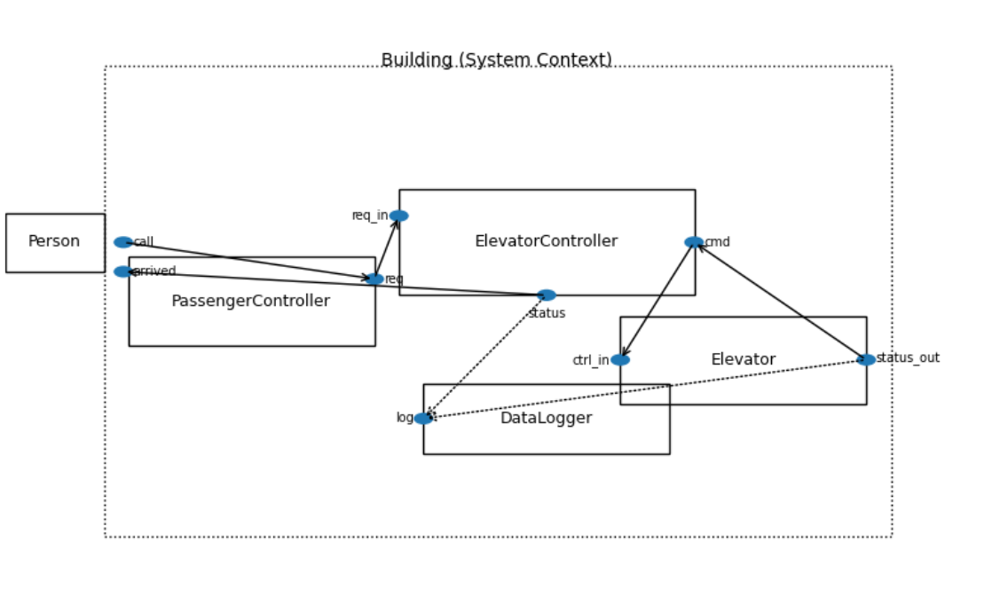 Building (System Context)
req_in
Person
call
ElevatorController
cmd
arrived
req
PassengerController
status
ctrl_in
Elevator
status_out
log
DataLogger